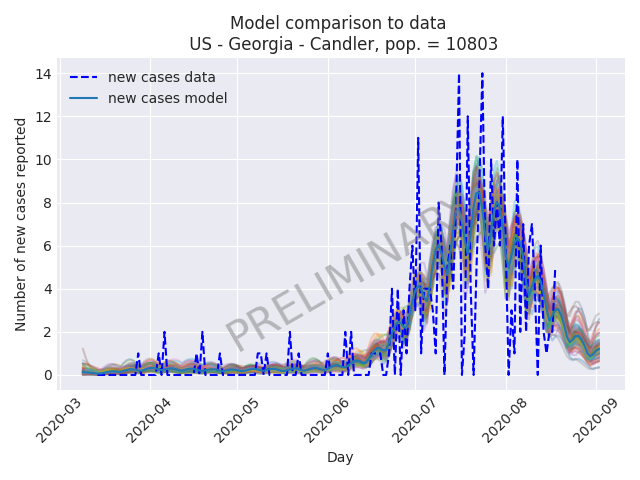 Model comparison to data
US - Georgia - Candler, pop. = 10803
new cases data
new cases model
Number of new cases reported
14
12
10
8
6
4
2
0
PRELIMINARY
2020-03
2020-04
2020-05
2020-06
2020-07
2020-08
2020-09
Day